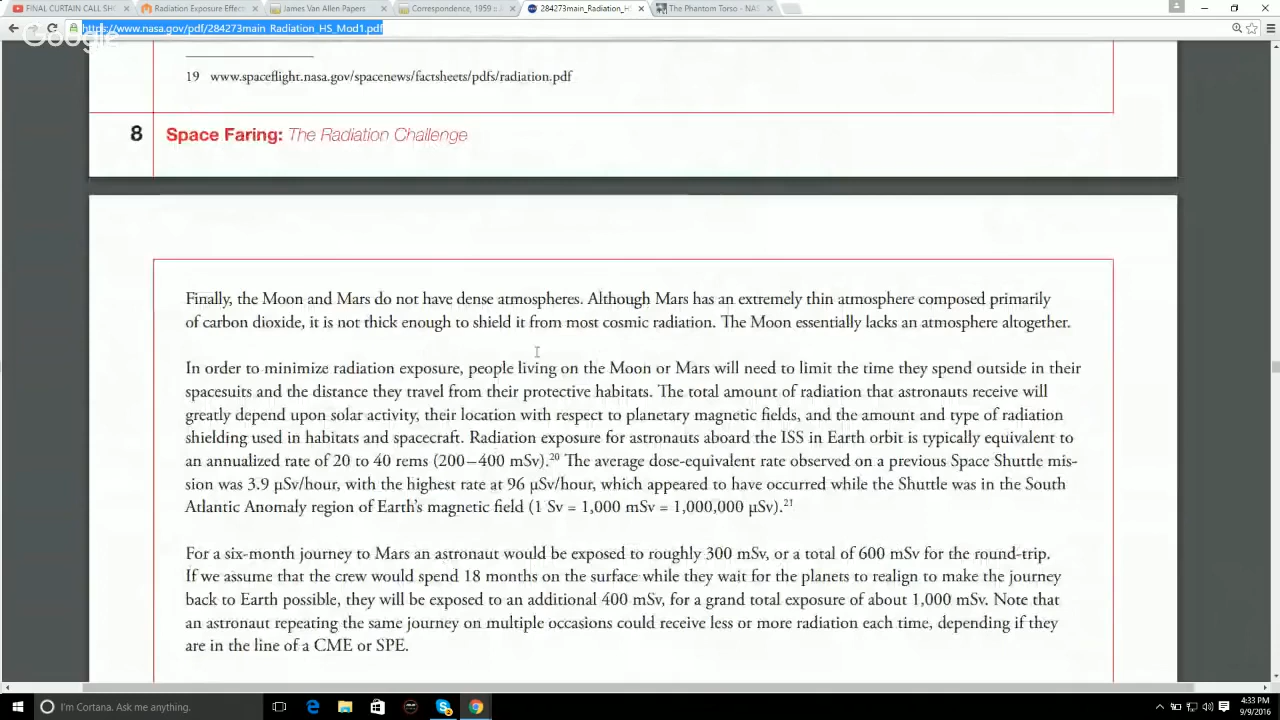 FINAL CURTAIN CALL SH
Radiation Exposure Effec
James Van Allen Papers
Correspondence, 1959 c.
284273main_Radiation_HS
The Phantom Torso - NAS
https://www.nasa.gov/pdf/284273main_Radiation_HS_Mod1.pdf
Google
19 www.spaceflight.nasa.gov/spacenews/factsheets/pdfs/radiation.pdf
8 Space Faring: The Radiation Challenge
Finally, the Moon and Mars do not have dense atmospheres. Although Mars has an extremely thin atmosphere composed primarily
of carbon dioxide, it is not thick enough to shield it from most cosmic radiation. The Moon essentially lacks an atmosphere altogether.
In order to minimize radiation exposure, people living on the Moon or Mars will need to limit the time they spend outside in their
spacesuits and the distance they travel from their protective habitats. The total amount of radiation that astronauts receive will
greatly depend upon solar activity, their location with respect to planetary magnetic fields, and the amount and type of radiation
shielding used in habitats and spacecraft. Radiation exposure for astronauts aboard the ISS in Earth orbit is typically equivalent to
an annualized rate of 20 to 40 rems (200–400 mSv).20 The average dose-equivalent rate observed on a previous Space Shuttle mis-
sion was 3.9 μSv/hour, with the highest rate at 96 μSv/hour, which appeared to have occurred while the Shuttle was in the South
Atlantic Anomaly region of Earth's magnetic field (1 Sv = 1,000 mSv = 1,000,000 μSv).21
For a six-month journey to Mars an astronaut would be exposed to roughly 300 mSv, or a total of 600 mSv for the round-trip.
If we assume that the crew would spend 18 months on the surface while they wait for the planets to realign to make the journey
back to Earth possible, they will be exposed to an additional 400 mSv, for a grand total exposure of about 1,000 mSv. Note that
an astronaut repeating the same journey on multiple occasions could receive less or more radiation each time, depending if they
are in the line of a CME or SPE.
I'm Cortana. Ask me anything.
4:33 PM
9/9/2016